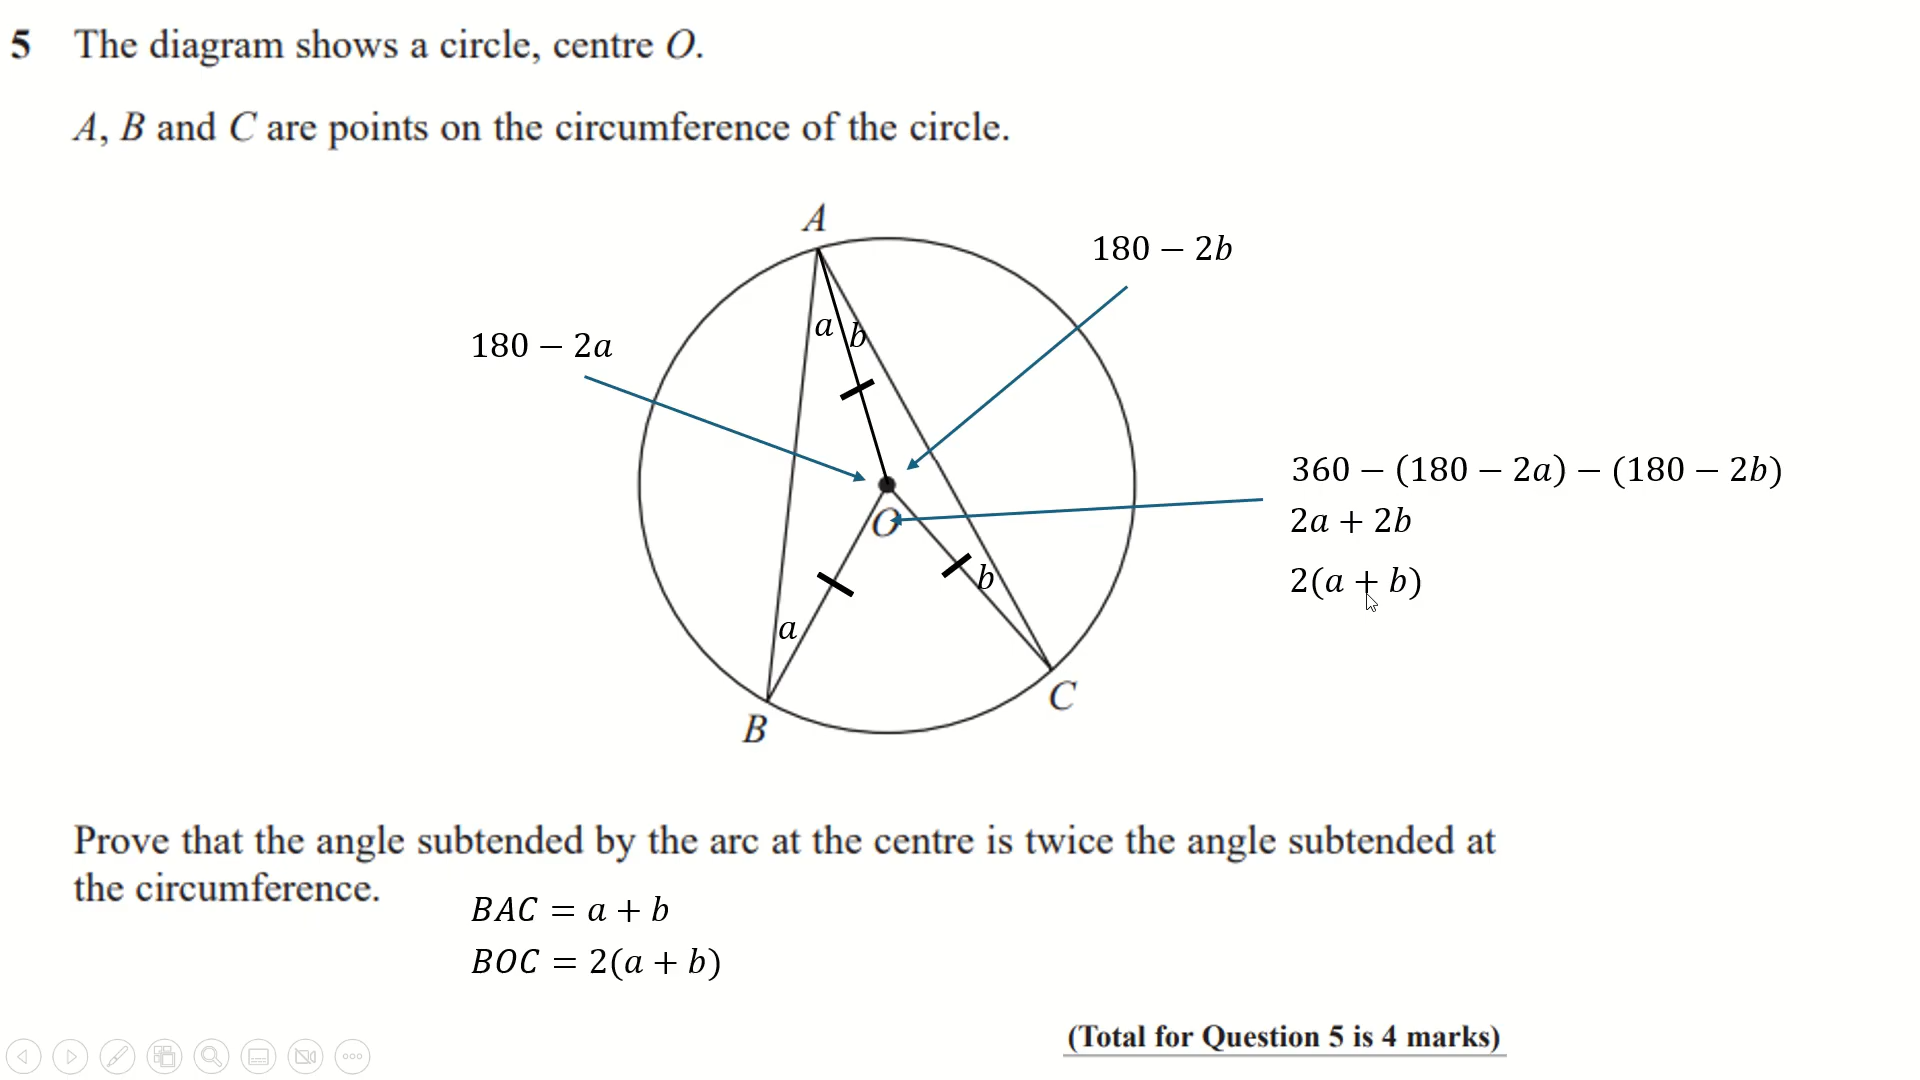 5 The diagram shows a circle, centre O.
A, B and C are points on the circumference of the circle.
A
180 − 2b
a b
180 − 2a
360 − (180 − 2a) − (180 − 2b)
O
2a + 2b
b
2(a + b)
a
C
B
Prove that the angle subtended by the arc at the centre is twice the angle subtended at
the circumference.
BAC = a + b
BOC = 2(a + b)
(Total for Question 5 is 4 marks)